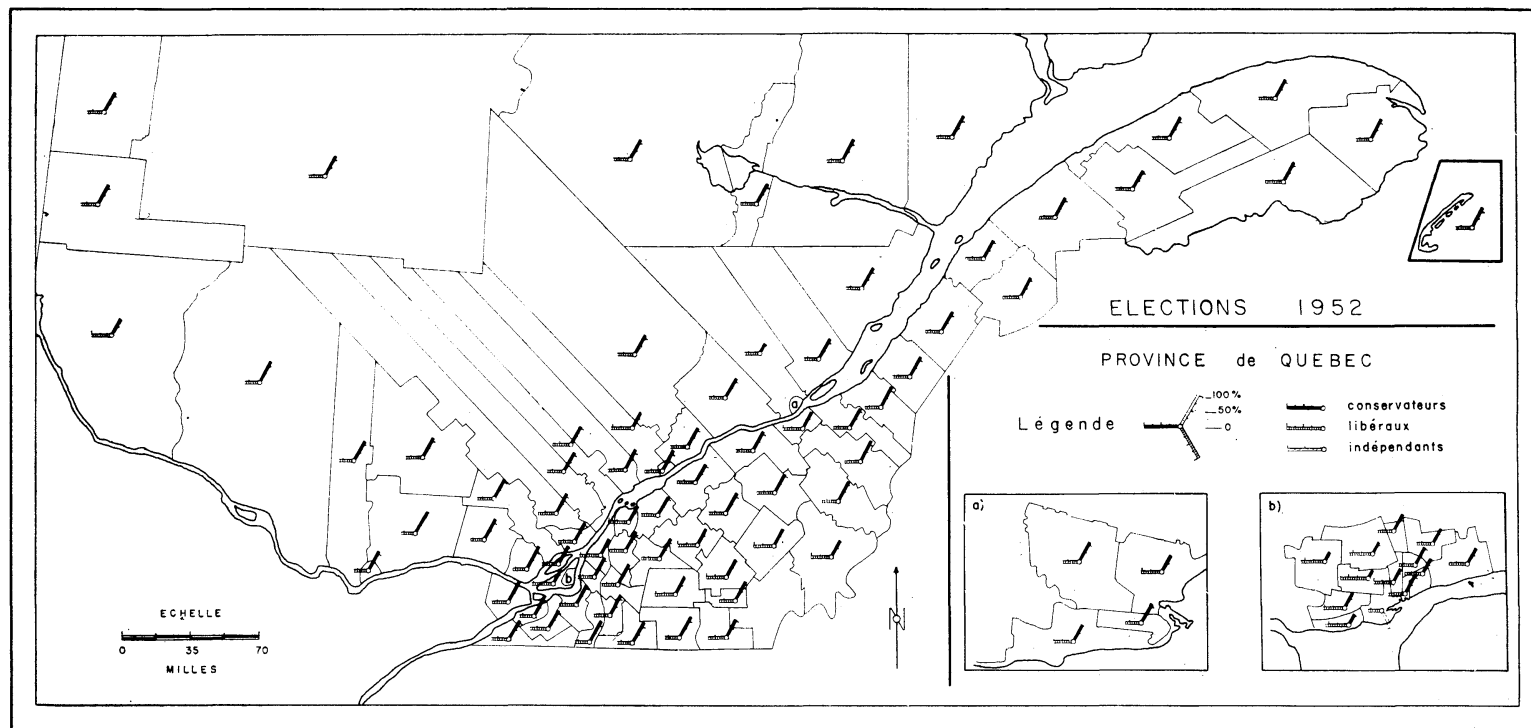 ELECTIONS 1952
PROVINCE de QUEBEC
Légende
100%
50%
0
conservateurs
libéraux
indépendants
a
b
ECHELLE
0 35 70
MILLES
N
a)
b)